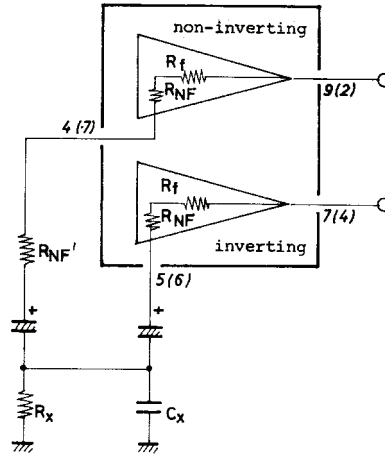 non-inverting
Rf
RNF
9(2)
4(7)
Rf
RNF
7(4)
inverting
RNF'
5(6)
+
+
Rx
Cx